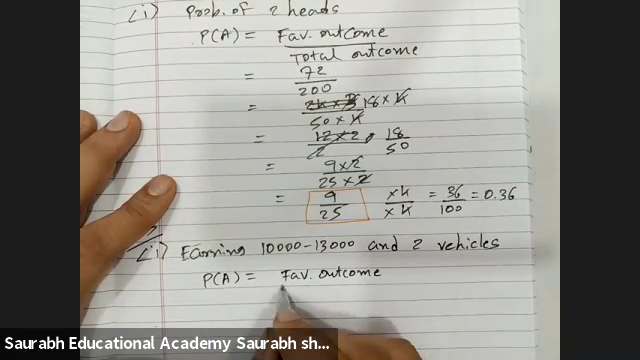 (i) Prob. of 2 heads
P(A) = Fav. outcome
Total outcome
= 72
200
= 18 × 4
50 × 4
= 18
50
= 9 × 2
25 × 2
= 9 × 4 = 36 = 0.36
25 × 4 100
(i) Earning 10000-13000 and 2 vehicles
P(A) = Fav. outcome
Saurabh Educational Academy Saurabh sh...